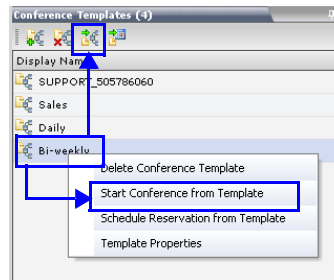 Conference Templates (4)
Display Name
SUPPORT_505786060
Sales
Daily
Bi-weekly
Delete Conference Template
Start Conference from Template
Schedule Reservation from Template
Template Properties